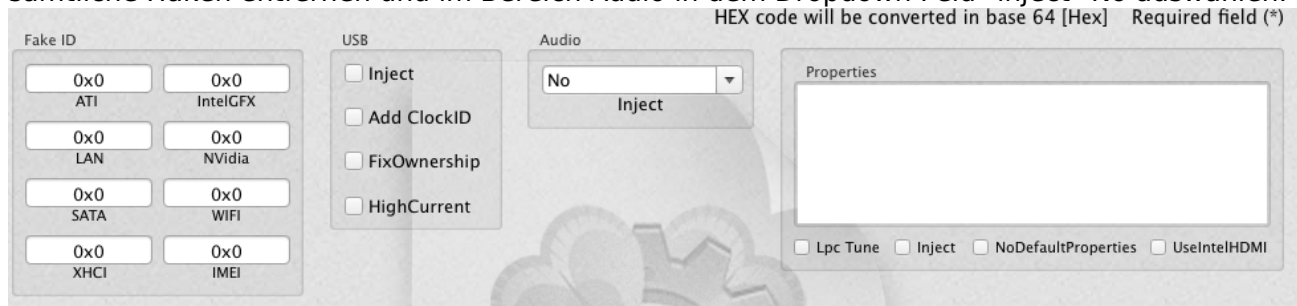 sämtliche Haken entfernen und im Bereich Audio in dem Dropdown Feld "Inject" No auswählen.
HEX code will be converted in base 64 [Hex] Required field (*)
Fake ID
0x0 0x0
ATI IntelGFX
0x0 0x0
LAN NVidia
0x0 0x0
SATA WIFI
0x0 0x0
XHCI IMEI
USB
Inject
Add ClockID
FixOwnership
HighCurrent
Audio
No
Inject
Properties
Lpc Tune Inject NoDefaultProperties UseIntelHDMI